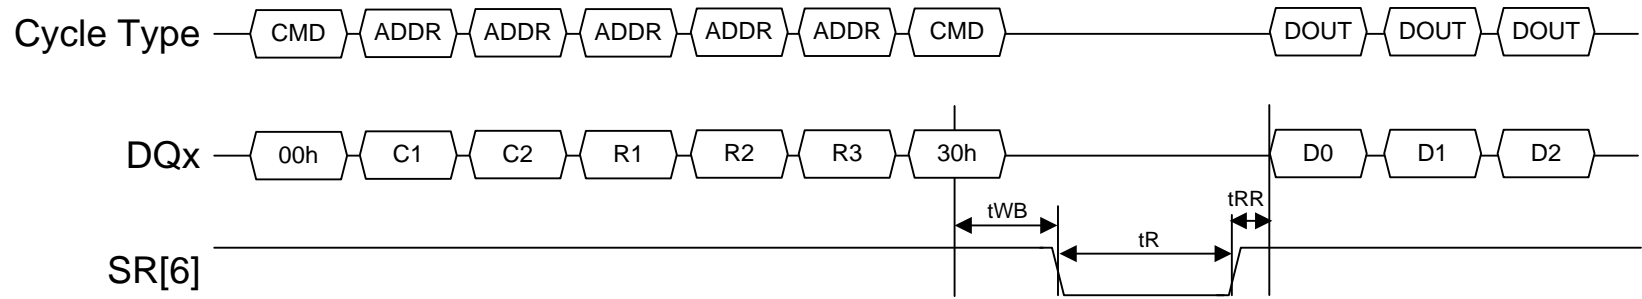 Cycle Type CMD ADDR ADDR ADDR ADDR ADDR CMD DOUT DOUT DOUT
DQx 00h C1 C2 R1 R2 R3 30h D0 D1 D2
tWB tR tRR
SR[6]